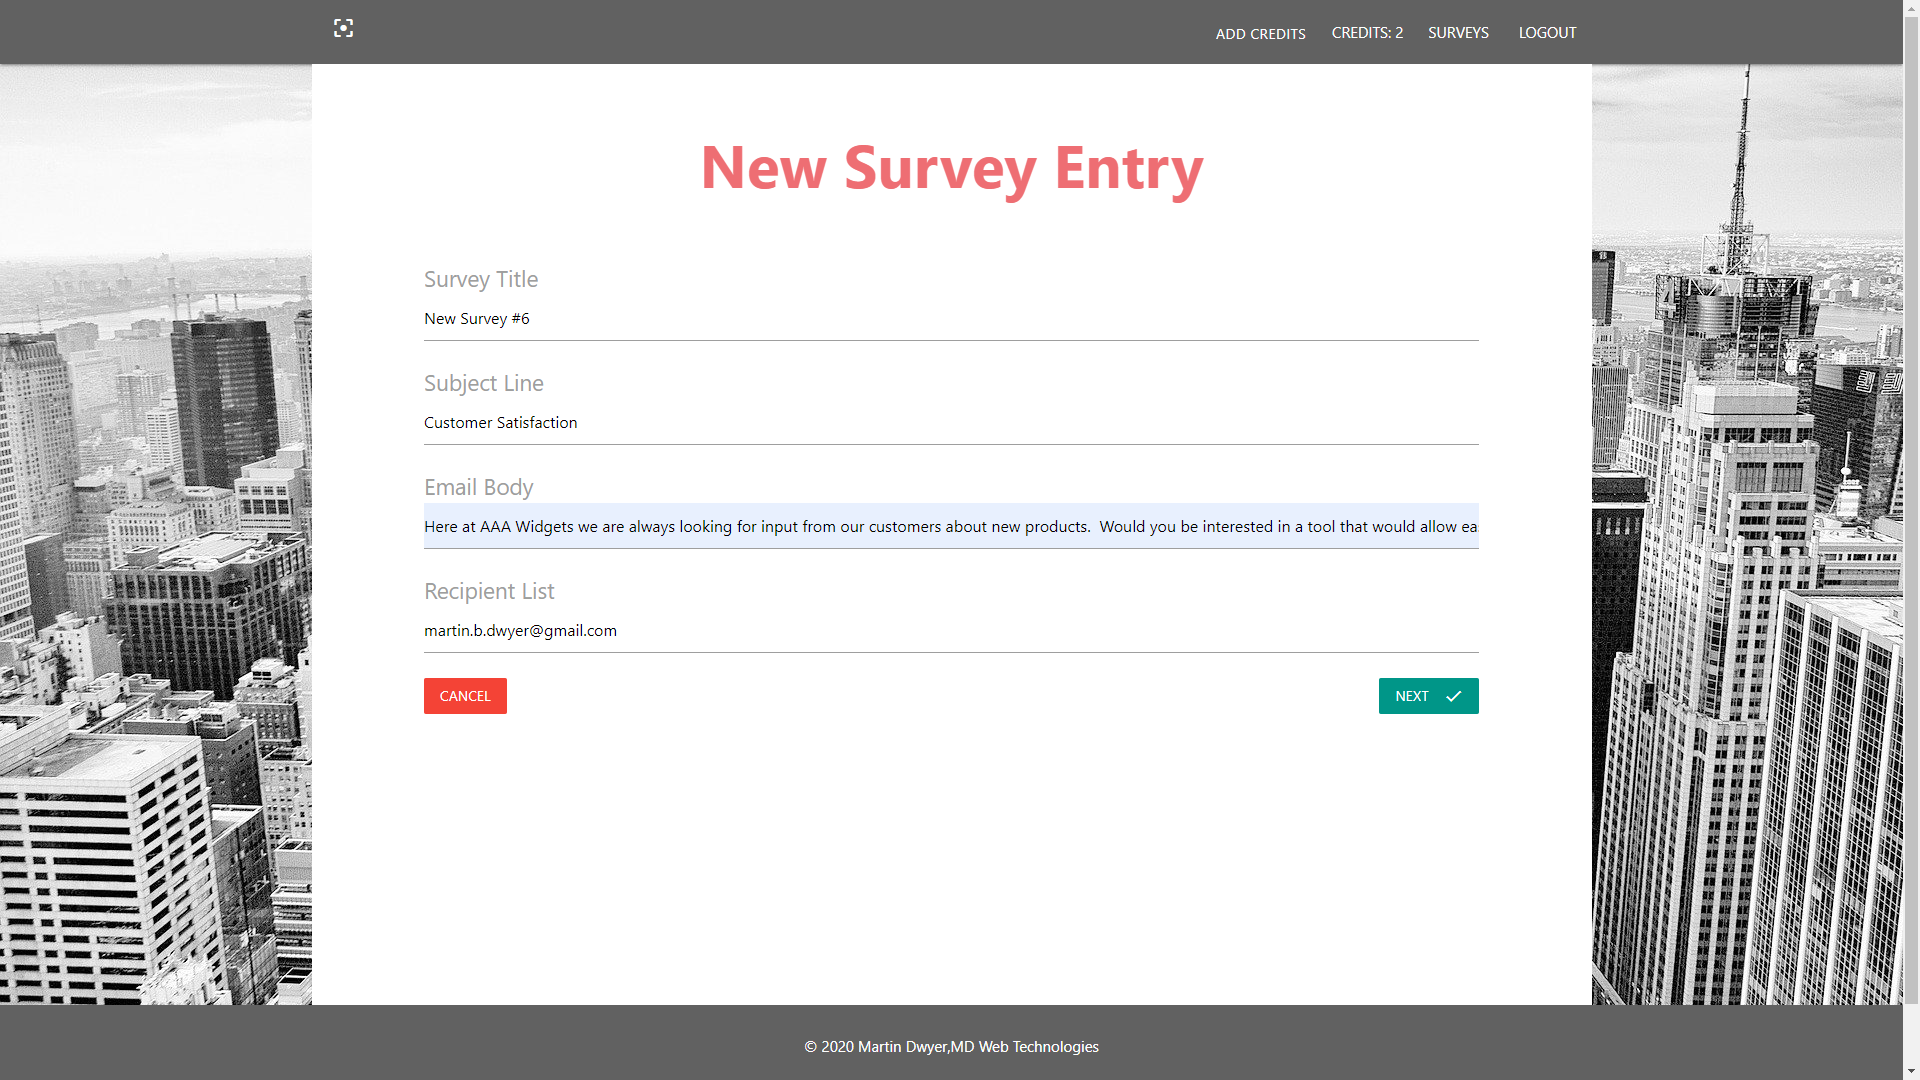 ADD CREDITS CREDITS: 2 SURVEYS LOGOUT
New Survey Entry
Survey Title
New Survey #6
Subject Line
Customer Satisfaction
Email Body
Here at AAA Widgets we are always looking for input from our customers about new products.  Would you be interested in a tool that would allow ea
Recipient List
martin.b.dwyer@gmail.com
CANCEL NEXT
© 2020 Martin Dwyer,MD Web Technologies